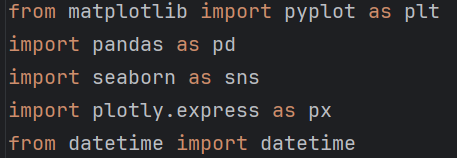 from matplotlib import pyplot as plt
import pandas as pd
import seaborn as sns
import plotly.express as px
from datetime import datetime